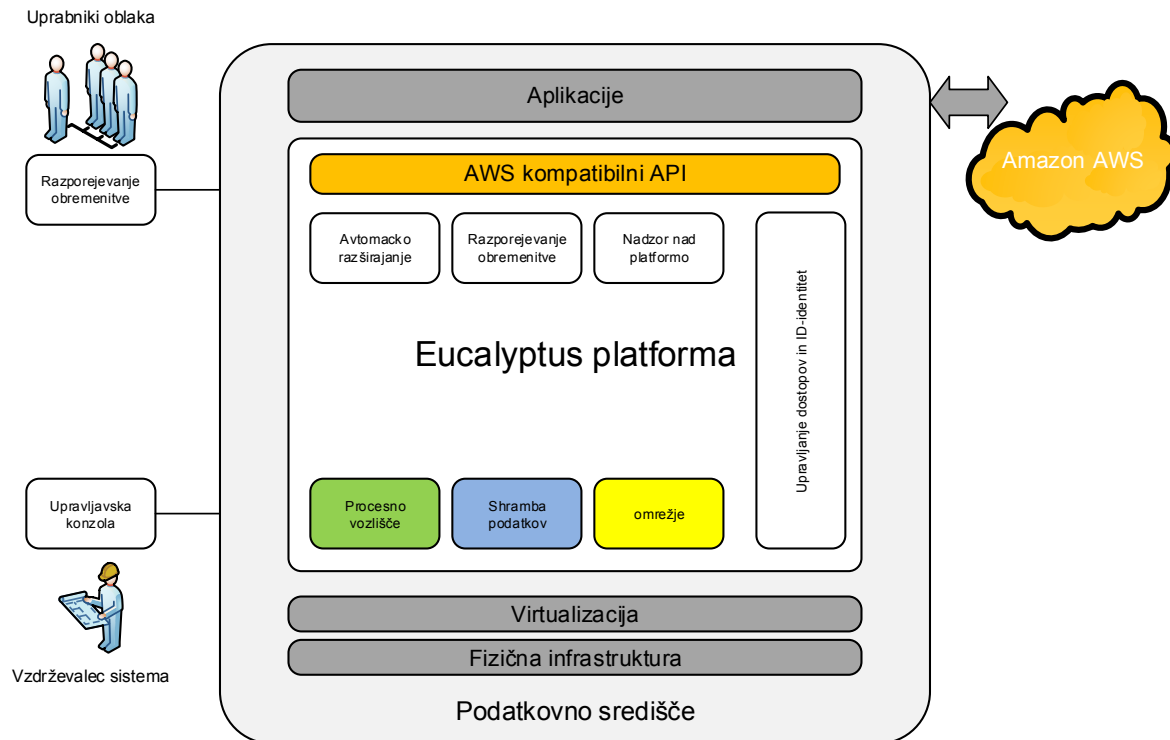 Uprabniki oblaka
Aplikacije
Amazon AWS
AWS kompatibilni API
Razporejevanje
obremenitve
Avtomacko
razširajanje
Razporejevanje
obremenitve
Nadzor nad
platformo
Upravljanje dostopov in ID-identitet
Eucalyptus platforma
Upravljavska
konzola
Procesno
vozlišče
Shramba
podatkov
omrežje
Virtualizacija
Fizična infrastruktura
Vzdrževalec sistema
Podatkovno središče